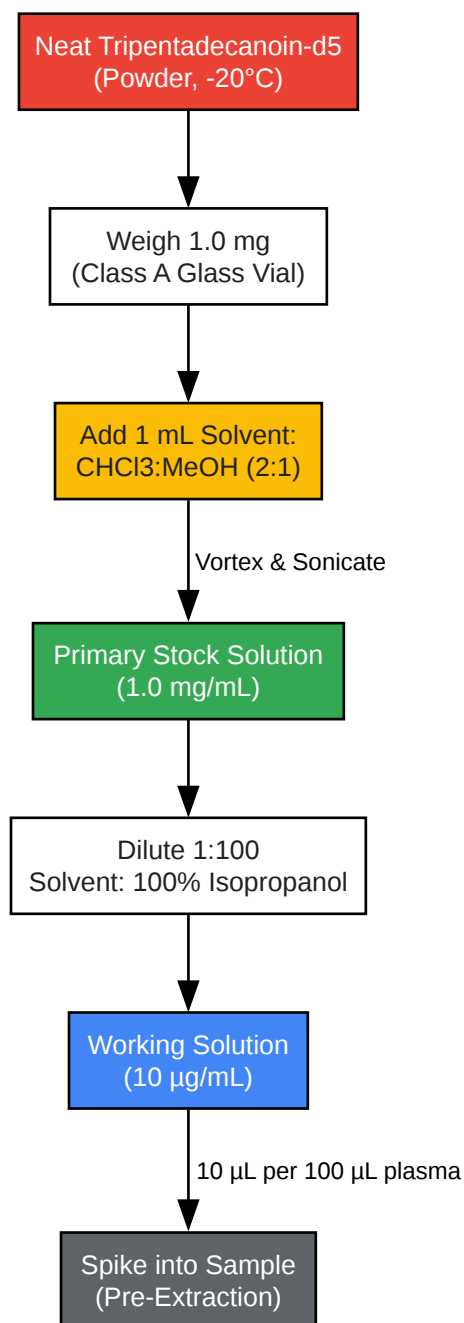 Neat Tripentadecanoin-d5
(Powder, -20°C)
Weigh 1.0 mg
(Class A Glass Vial)
Add 1 mL Solvent:
CHCl3:MeOH (2:1)
Vortex & Sonicate
Primary Stock Solution
(1.0 mg/mL)
Dilute 1:100
Solvent: 100% Isopropanol
Working Solution
(10 µg/mL)
10 µL per 100 µL plasma
Spike into Sample
(Pre-Extraction)